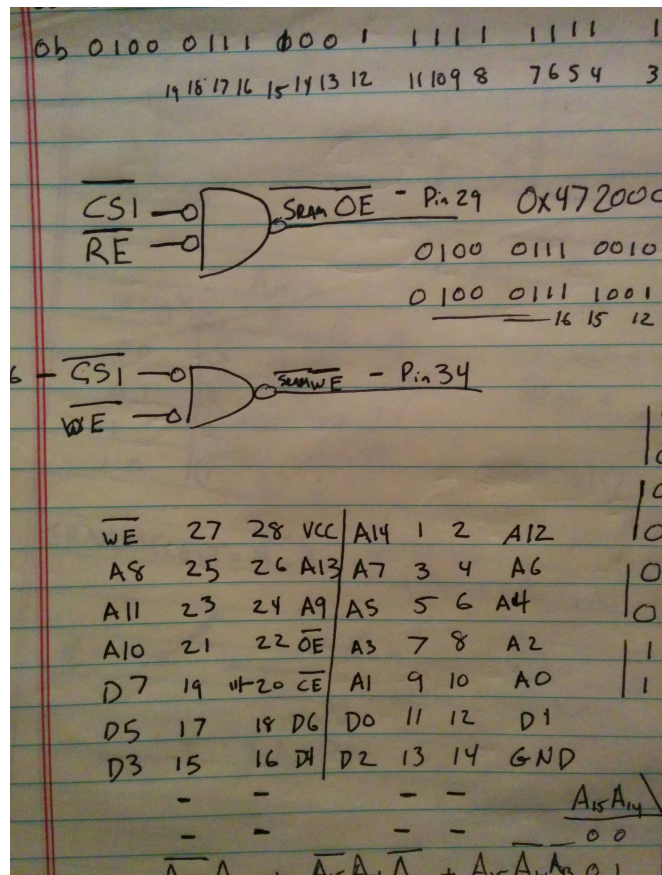 0b 0100 0111 000 1 1111 1111 1
19 18 17 16 15 14 13 12 11 10 9 8 7 6 5 4 3
CS1
RE
SRAM OE - Pin 29 0x472000
0100 0111 0010
0100 0111 1001
16 15 12
- CS1
WE
SRAM WE - Pin 34
WE 27 28 VCC A14 1 2 A12
A8 25 26 A13 A7 3 4 A6
A11 23 24 A9 A5 5 6 A4
A10 21 22 OE A3 7 8 A2
D7 19 20 CE A1 9 10 A0
D5 17 18 D6 D0 11 12 D1
D3 15 16 D4 D2 13 14 GND
- - - -
- - - -
A15 A14
0 0
0 1